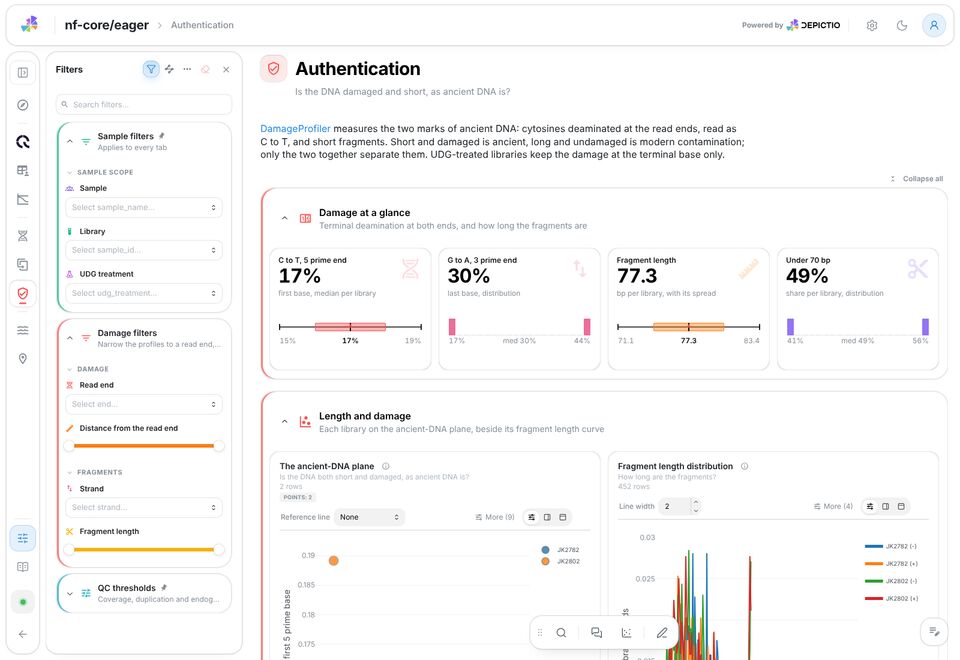 nf-core/eager
Authentication
Powered by DEPICTIO
Filters
Search filters...
Sample filters
Applies to every tab
SAMPLE SCOPE
Sample
Select sample_name...
Library
Select sample_id...
UDG treatment
Select udg_treatment...
Damage filters
Narrow the profiles to a read end,...
DAMAGE
Read end
Select end...
Distance from the read end
FRAGMENTS
Strand
Select strand...
Fragment length
QC thresholds
Coverage, duplication and endog...
Authentication
Is the DNA damaged and short, as ancient DNA is?
DamageProfiler measures the two marks of ancient DNA: cytosines deaminated at the read ends, read as
C to T, and short fragments. Short and damaged is ancient, long and undamaged is modern contamination;
only the two together separate them. UDG-treated libraries keep the damage at the terminal base only.
Collapse all
Damage at a glance
Terminal deamination at both ends, and how long the fragments are
C to T, 5 prime end
17%
first base, median per library
15% 17% 19%
G to A, 3 prime end
30%
last base, distribution
17% med 30% 44%
Fragment length
77.3
bp per library, with its spread
71.1 77.3 83.4
Under 70 bp
49%
share per library, distribution
41% med 49% 56%
Length and damage
Each library on the ancient-DNA plane, beside its fragment length curve
The ancient-DNA plane
Is the DNA both short and damaged, as ancient DNA is?
2 rows
POINTS: 2
Reference line None More (9)
0.19
0.185
0.18
0.175
first 5 prime base
JK2782
JK2802
Fragment length distribution
How long are the fragments?
452 rows
Line width 2 More (4)
0.03
0.025
JK2782 (-)
JK2782 (+)
JK2802 (-)
JK2802 (+)